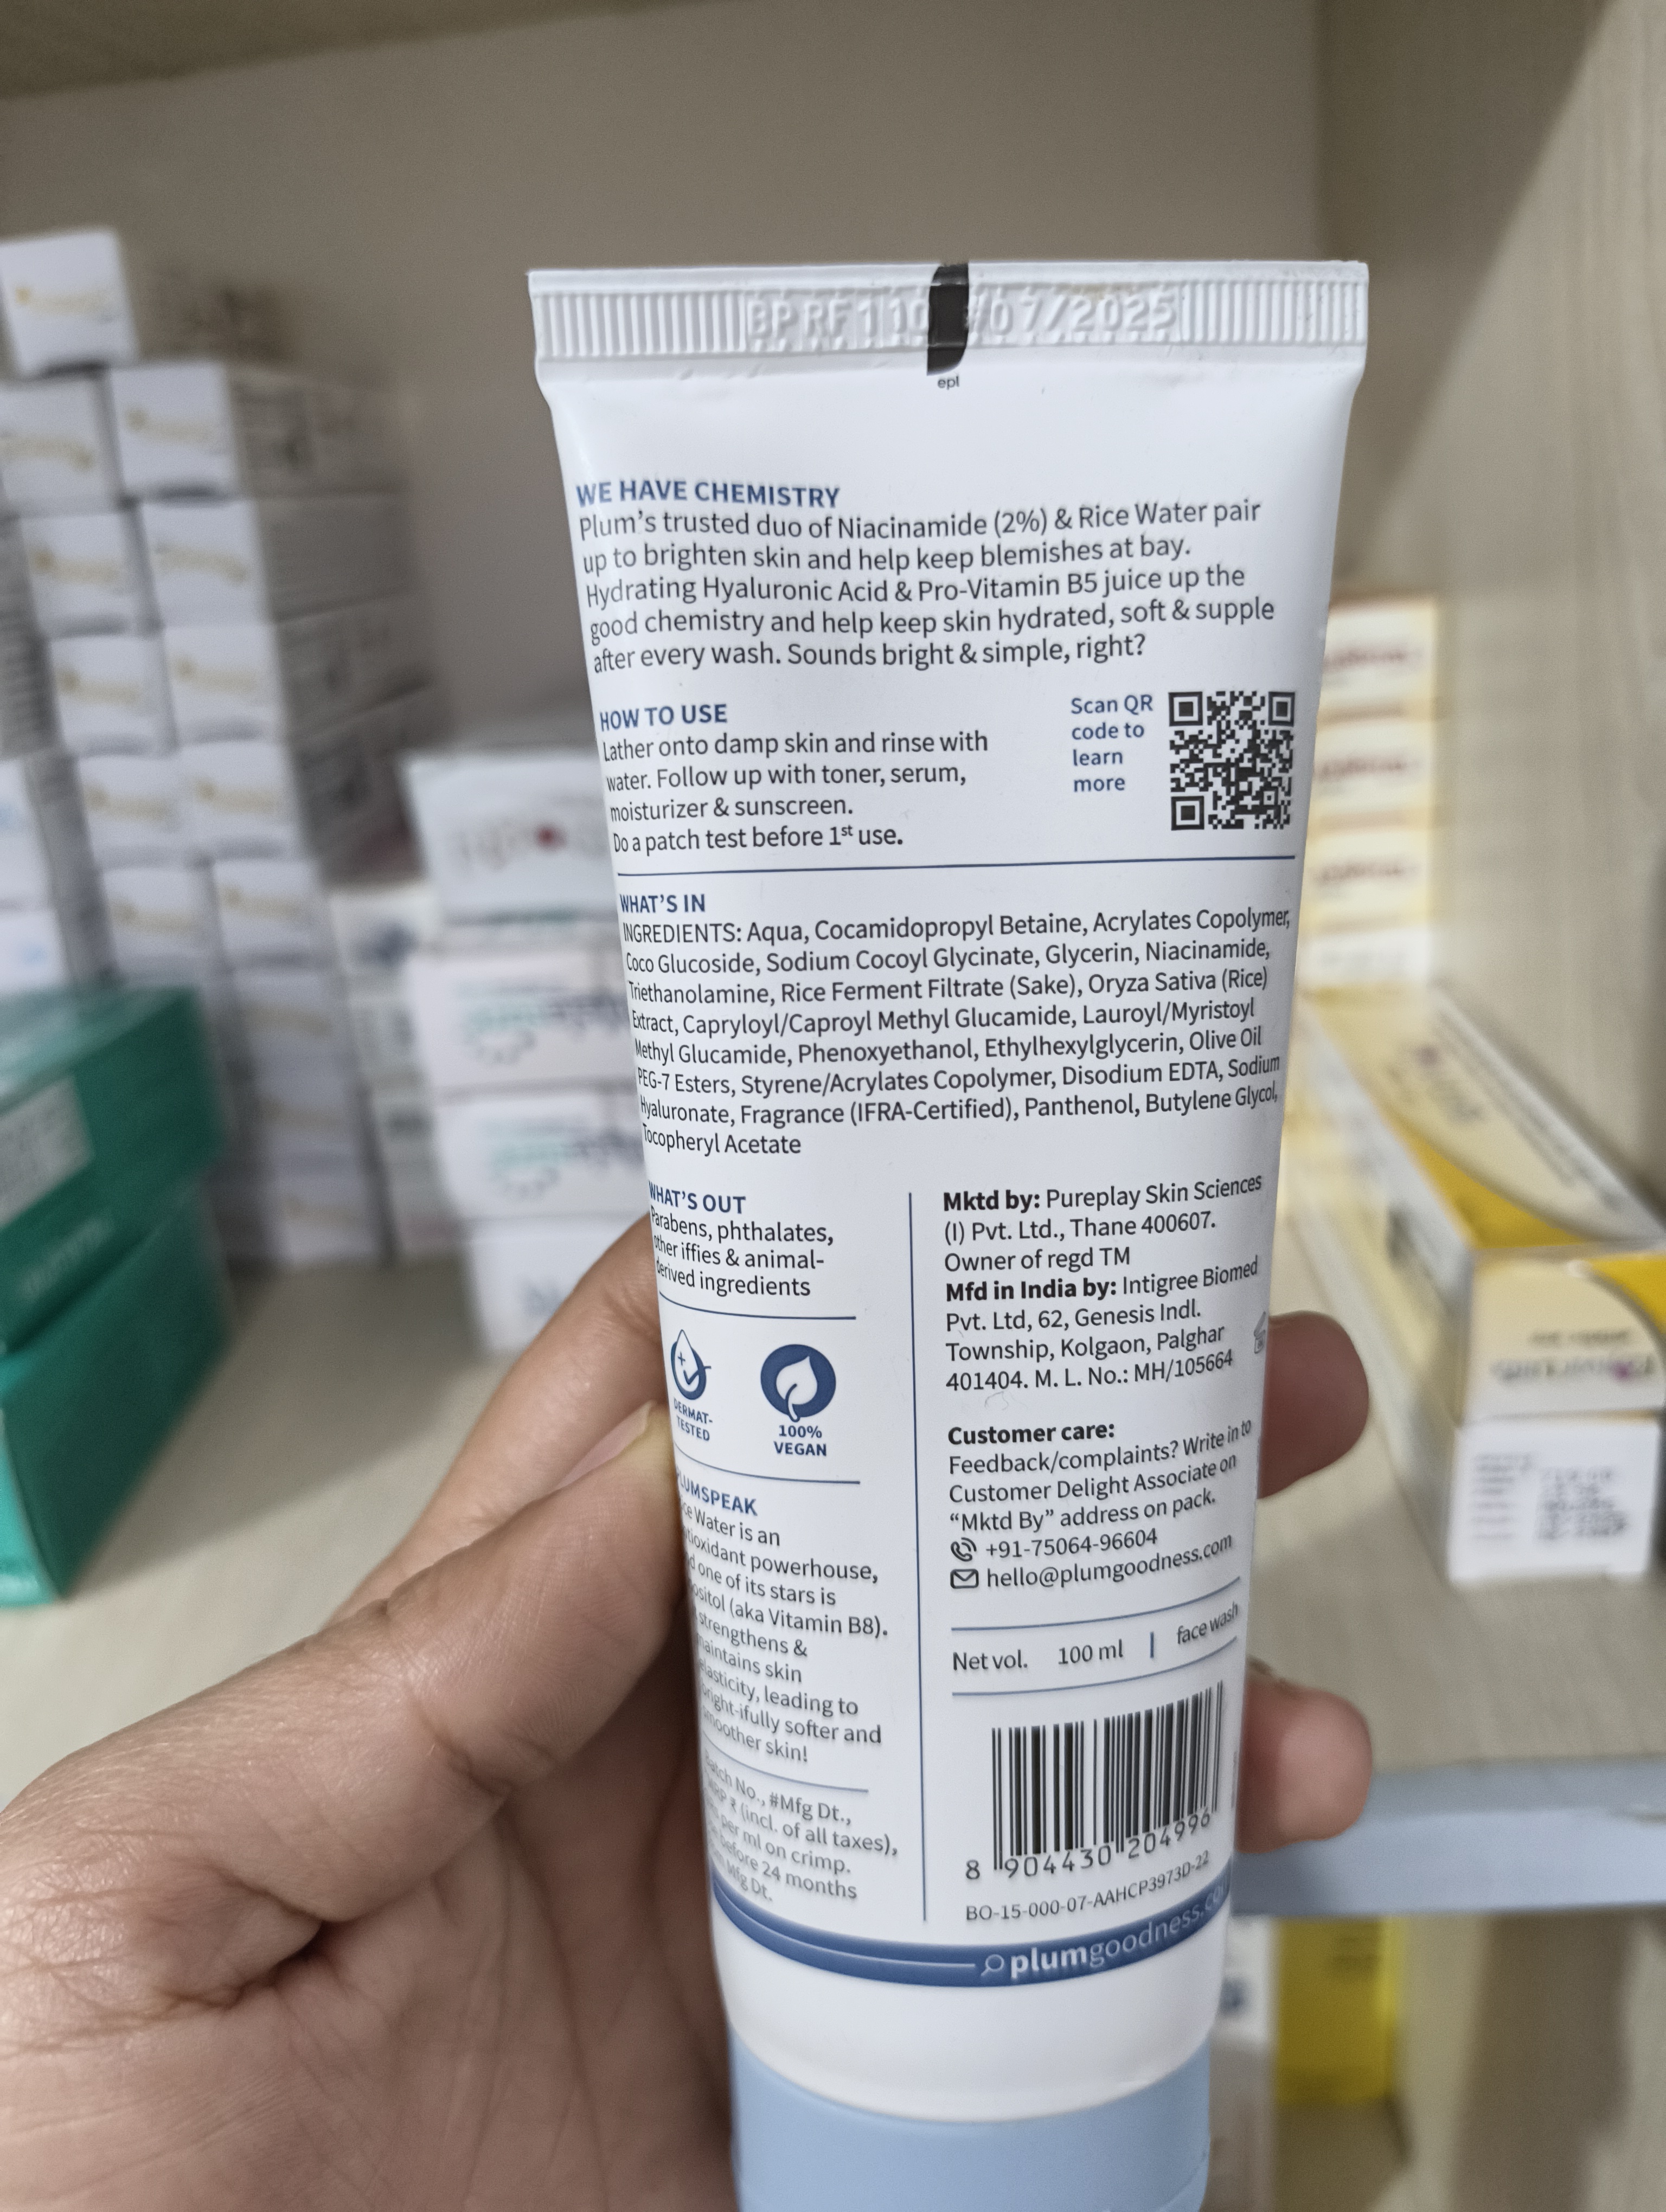 #07/2025
epl
WE HAVE CHEMISTRY
Plum's trusted duo of Niacinamide (2%) & Rice Water pair
up to brighten skin and help keep blemishes at bay.
Hydrating Hyaluronic Acid & Pro-Vitamin B5 juice up the
good chemistry and help keep skin hydrated, soft & supple
after every wash. Sounds bright & simple, right?
HOW TO USE
Lather onto damp skin and rinse with
water. Follow up with toner, serum,
moisturizer & sunscreen.
Do a patch test before 1st use.
Scan QR
code to
learn
more
WHAT'S IN
INGREDIENTS: Aqua, Cocamidopropyl Betaine, Acrylates Copolymer,
Coco Glucoside, Sodium Cocoyl Glycinate, Glycerin, Niacinamide,
Triethanolamine, Rice Ferment Filtrate (Sake), Oryza Sativa (Rice)
Extract, Capryloyl/Caproyl Methyl Glucamide, Lauroyl/Myristoyl
Methyl Glucamide, Phenoxyethanol, Ethylhexylglycerin, Olive Oil
PEG-7 Esters, Styrene/Acrylates Copolymer, Disodium EDTA, Sodium
Hyaluronate, Fragrance (IFRA-Certified), Panthenol, Butylene Glycol,
Tocopheryl Acetate
WHAT'S OUT
Parabens, phthalates,
other iffies & animal-
derived ingredients
DERMAT-
TESTED
100%
VEGAN
PLUMSPEAK
Water is an
powerhouse,
one of its stars is
(aka Vitamin B8).
strengthens &
maintains skin
elasticity, leading to
bright-ifully softer and
smoother skin!
Batch No., #Mfg Dt.,
MRP ₹ (incl. of all taxes),
per ml on crimp.
before 24 months
Mfg Dt.
Mktd by: Pureplay Skin Sciences
(I) Pvt. Ltd., Thane 400607.
Owner of regd TM
Mfd in India by: Intigree Biomed
Pvt. Ltd, 62, Genesis Indl.
Township, Kolgaon, Palghar
401404. M. L. No.: MH/105664
Customer care:
Feedback/complaints? Write in to
Customer Delight Associate on
"Mktd By" address on pack.
+91-75064-96604
hello@plumgoodness.com
Net vol. 100 ml | face wash
8 904430 204996
BO-15-000-07-AAHCP3973D-22
plumgoodness.co